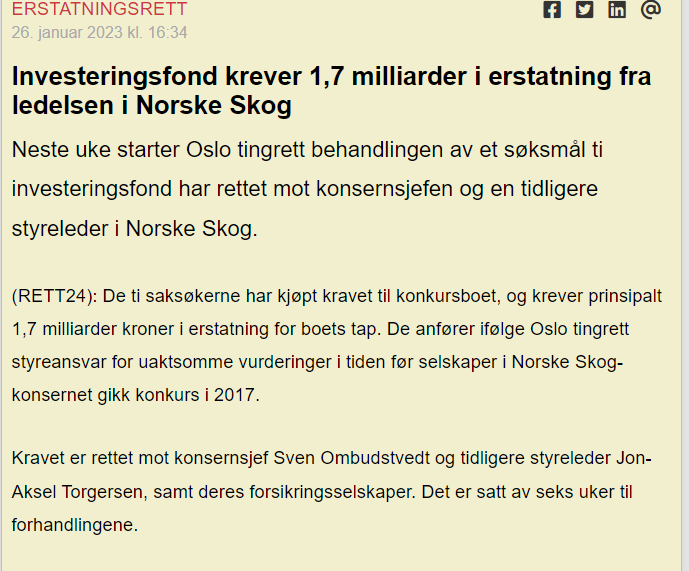 ERSTATNINGSRETT
26. januar 2023 kl. 16:34
Investeringsfond krever 1,7 milliarder i erstatning fra
ledelsen i Norske Skog
Neste uke starter Oslo tingrett behandlingen av et søksmål ti
investeringsfond har rettet mot konsernsjefen og en tidligere
styreleder i Norske Skog.
(RETT24): De ti saksøkerne har kjøpt kravet til konkursboet, og krever prinsipalt
1,7 milliarder kroner i erstatning for boets tap. De anfører ifølge Oslo tingrett
styreansvar for uaktsomme vurderinger i tiden før selskaper i Norske Skog-
konsernet gikk konkurs i 2017.
Kravet er rettet mot konsernsjef Sven Ombudstvedt og tidligere styreleder Jon-
Aksel Torgersen, samt deres forsikringsselskaper. Det er satt av seks uker til
forhandlingene.